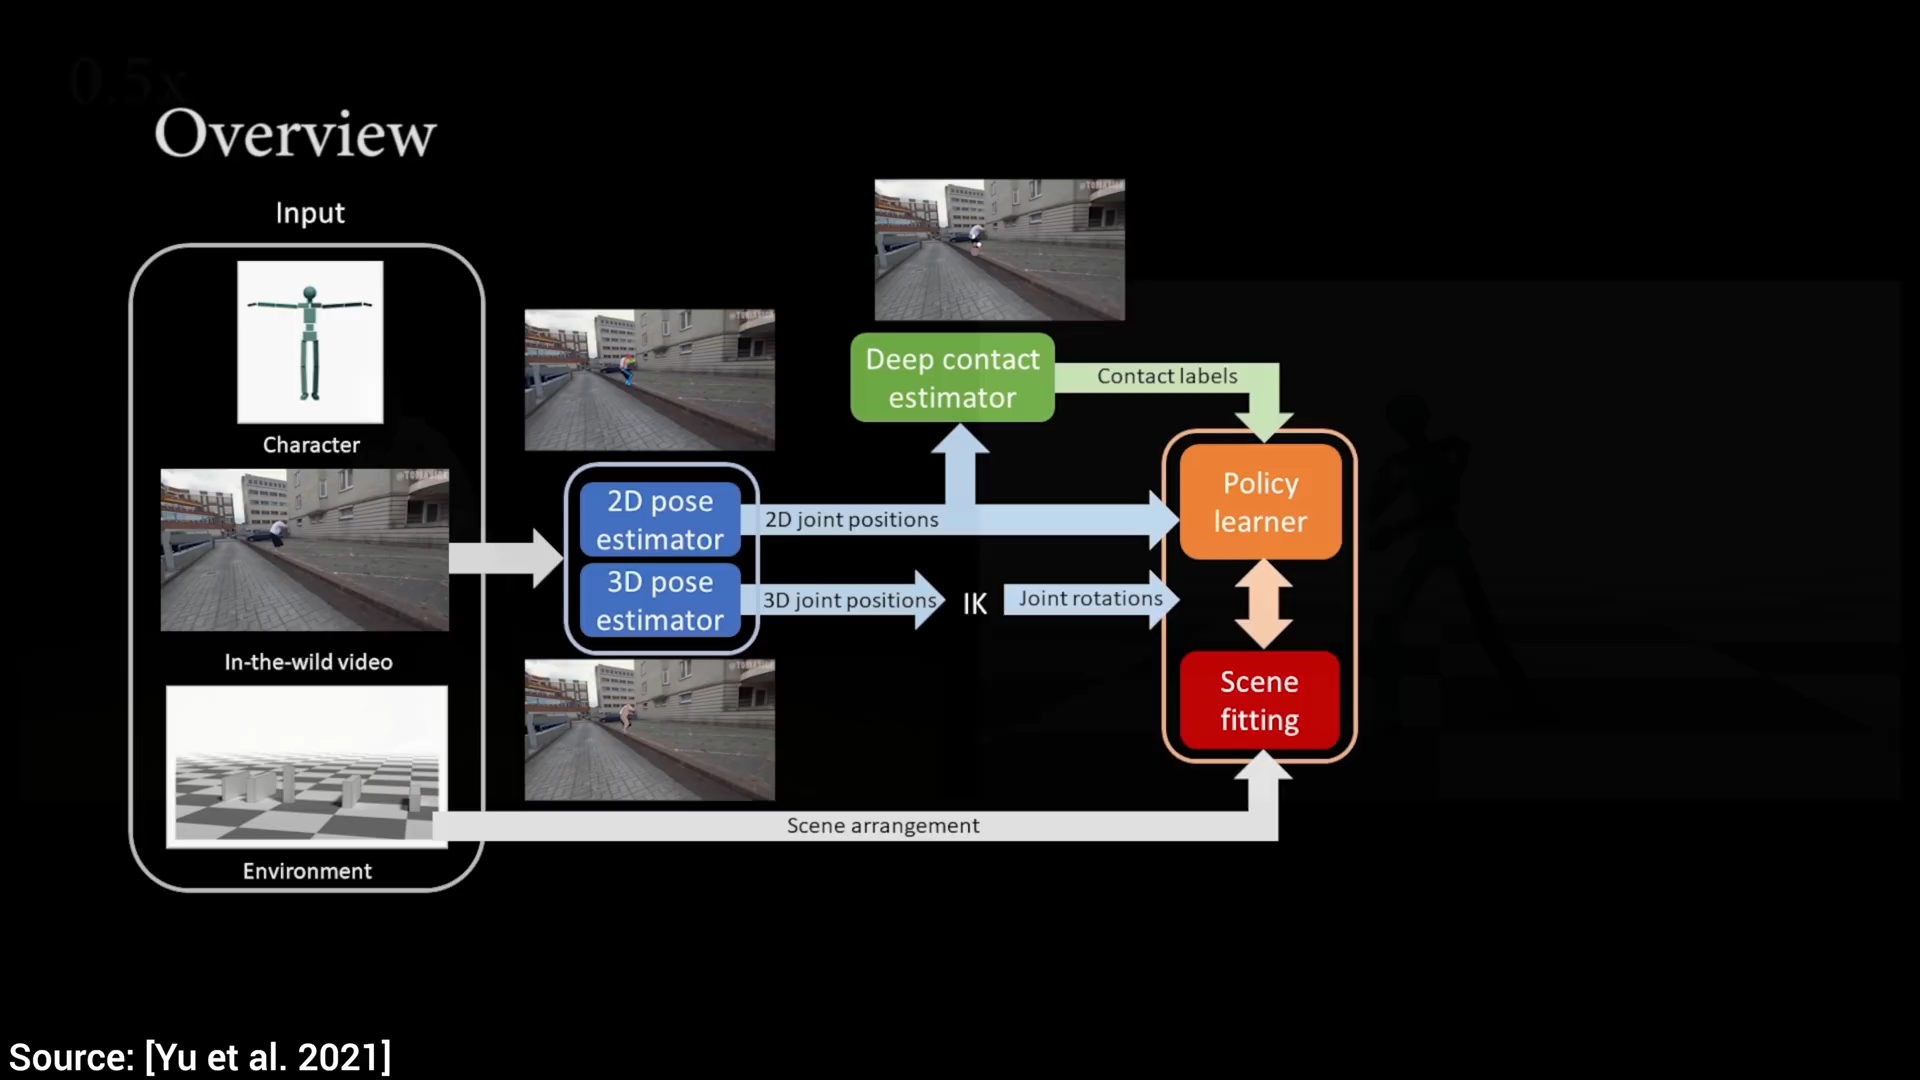 0.5x
Overview
Input
Character
In-the-wild video
Environment
2D pose
estimator
3D pose
estimator
2D joint positions
3D joint positions
IK
Joint rotations
Deep contact
estimator
Contact labels
Policy
learner
Scene
fitting
Scene arrangement
Source: [Yu et al. 2021]